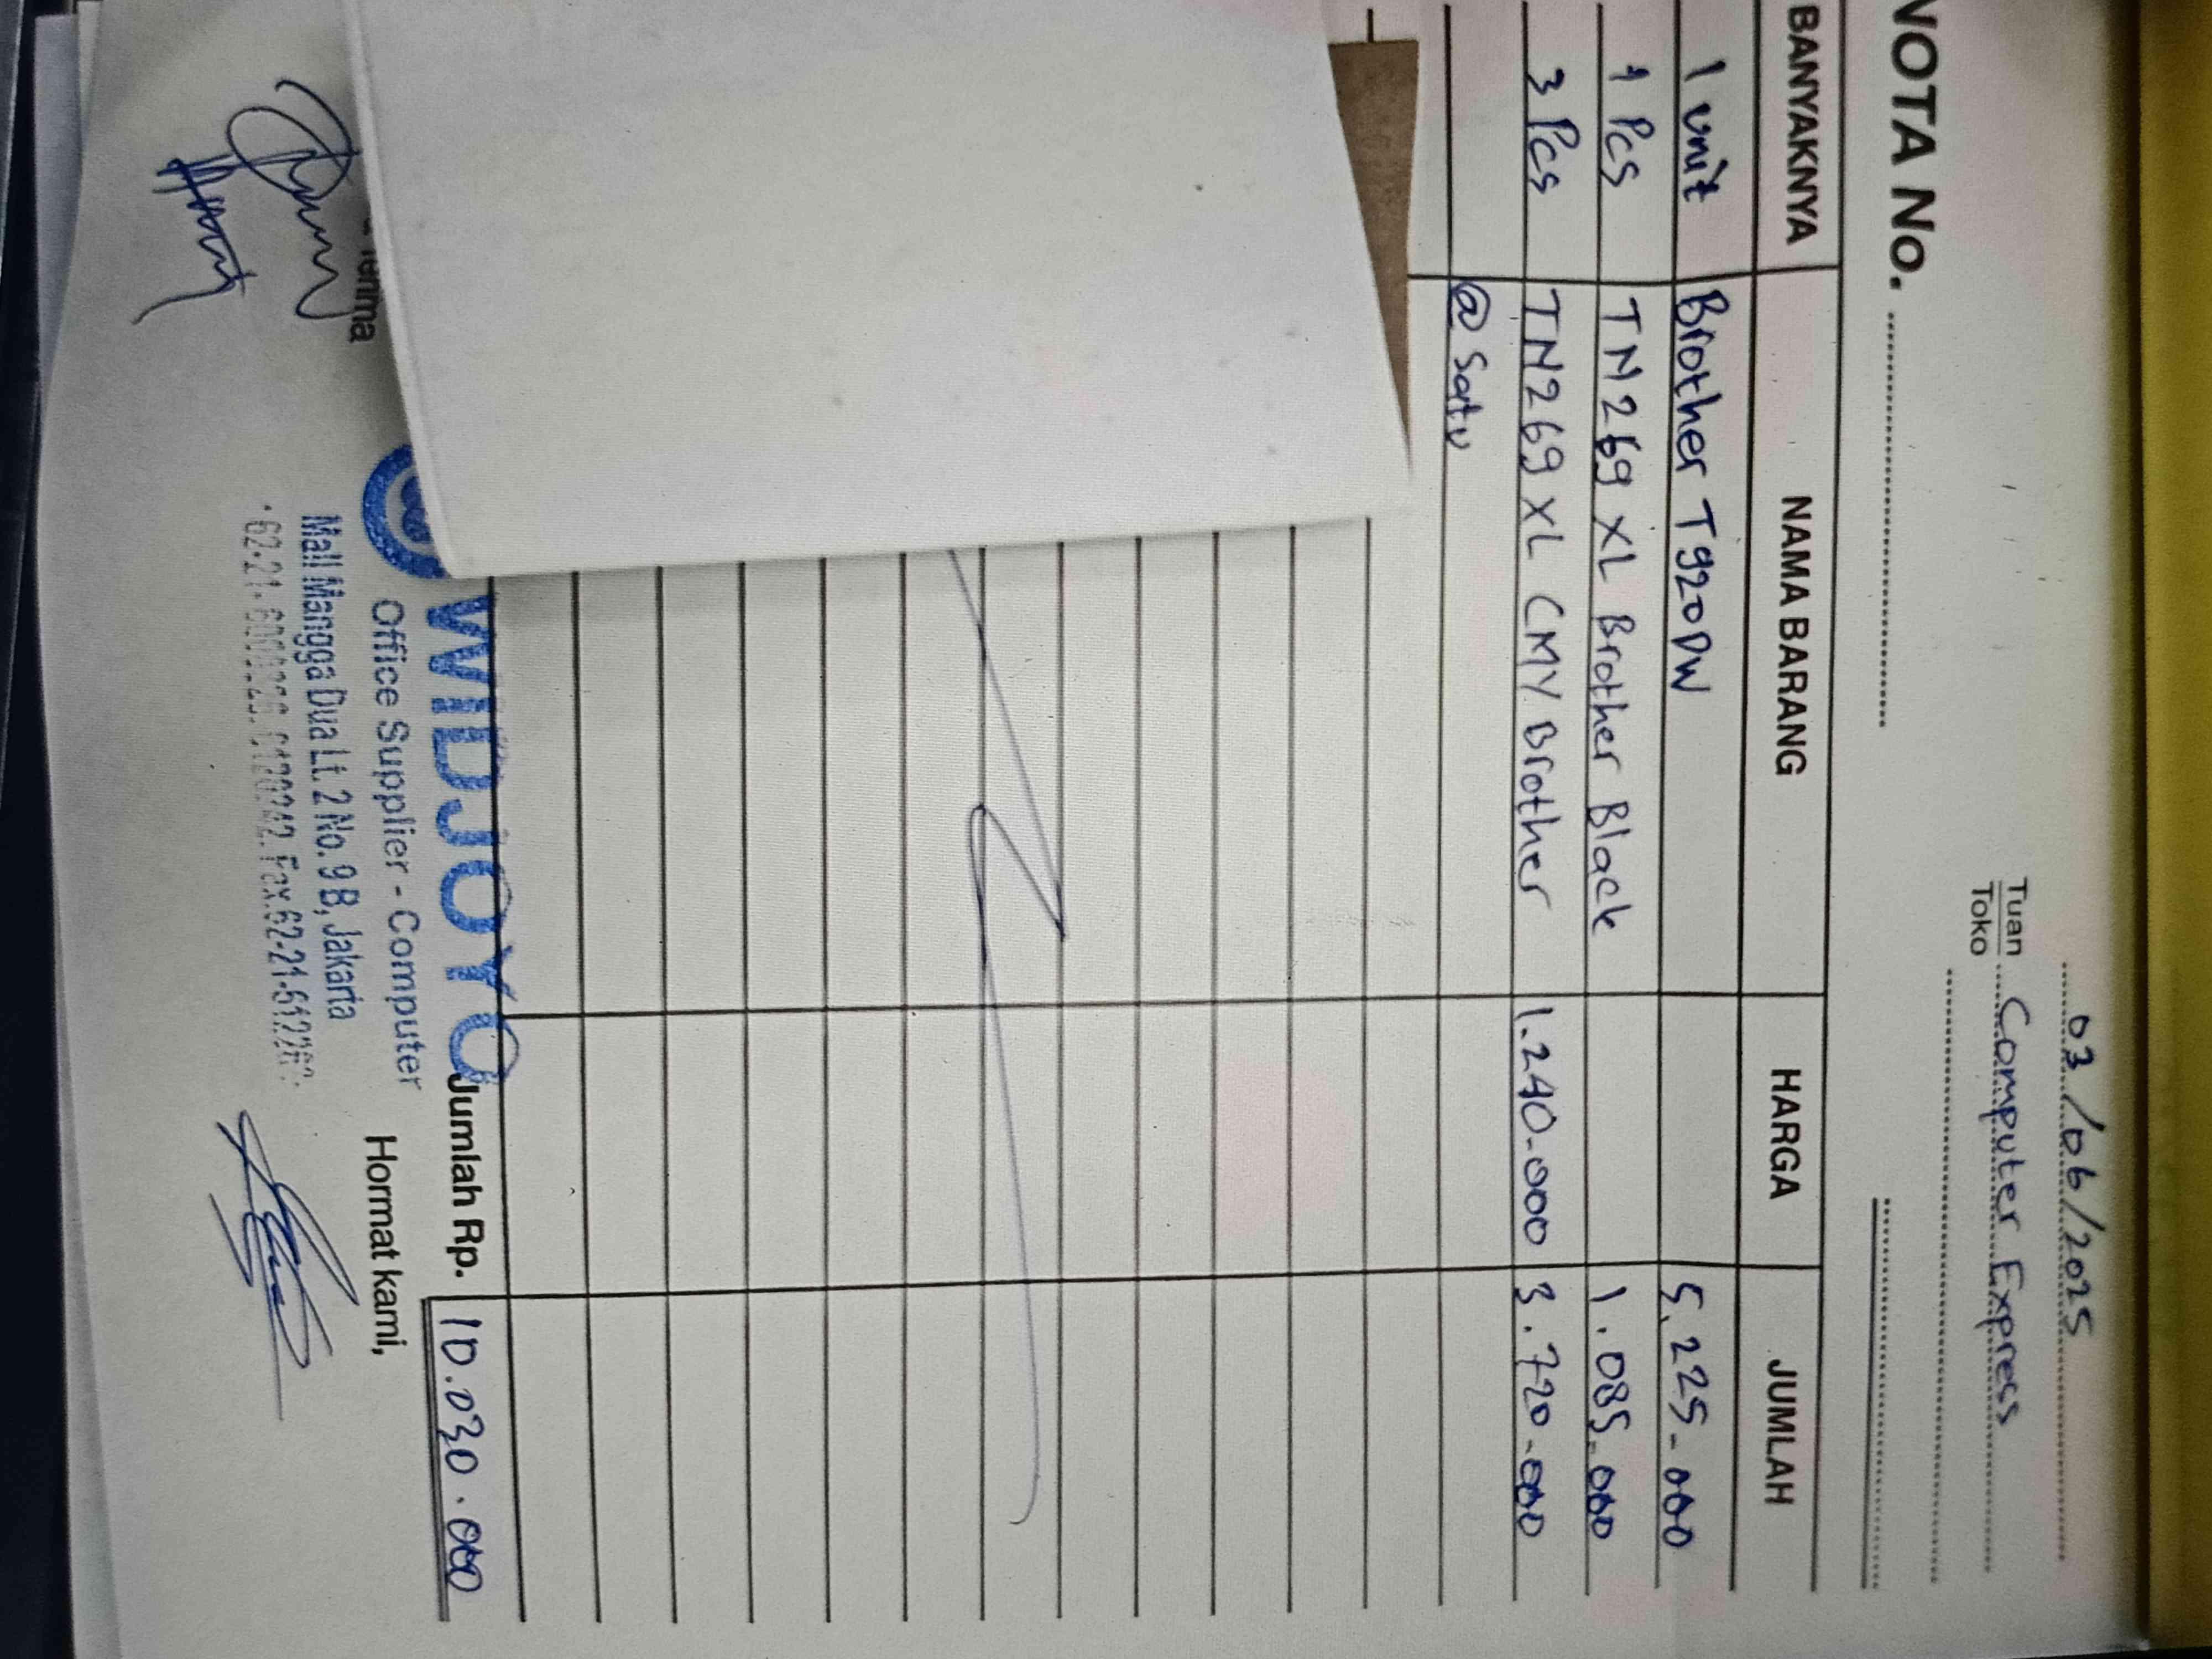 03/06/2025
Tuan
Toko Computer Express
NOTA No.
BANYAKNYA NAMA BARANG HARGA JUMLAH
1 unit Brother T920DW 5.225-000
1 Pcs TN269 XL Brother Black 1.085-000
3 Pcs TN269 XL CMY Brother 1.240-000 3.720-000
@ Satu
Jumlah Rp. 10.030.000
WIDJOYO
Office Supplier - Computer
Mall Mangga Dua Lt. 2 No. 9 B, Jakarta
Hormat kami,